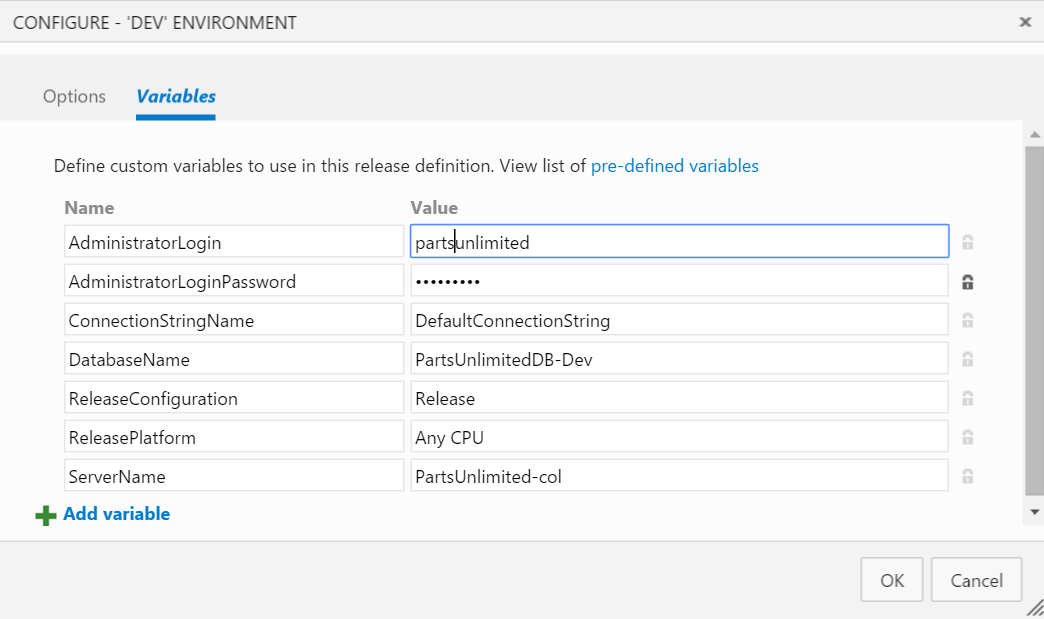 CONFIGURE - 'DEV' ENVIRONMENT
Options Variables
Define custom variables to use in this release definition. View list of pre-defined variables
Name Value
AdministratorLogin partsunlimited
AdministratorLoginPassword •••••••••
ConnectionStringName DefaultConnectionString
DatabaseName PartsUnlimitedDB-Dev
ReleaseConfiguration Release
ReleasePlatform Any CPU
ServerName PartsUnlimited-col
Add variable
OK Cancel